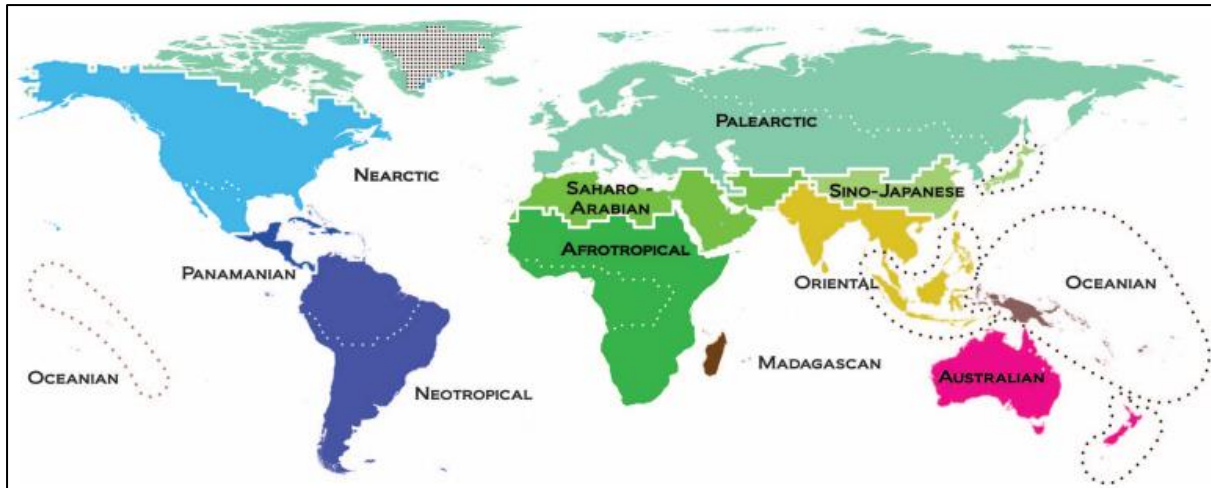 PALEARCTIC
NEARCTIC
SAHARO -
ARABIAN
SINO-JAPANESE
AFROTROPICAL
PANAMANIAN
ORIENTAL
OCEANIAN
OCEANIAN
MADAGASCAN
AUSTRALIAN
NEOTROPICAL